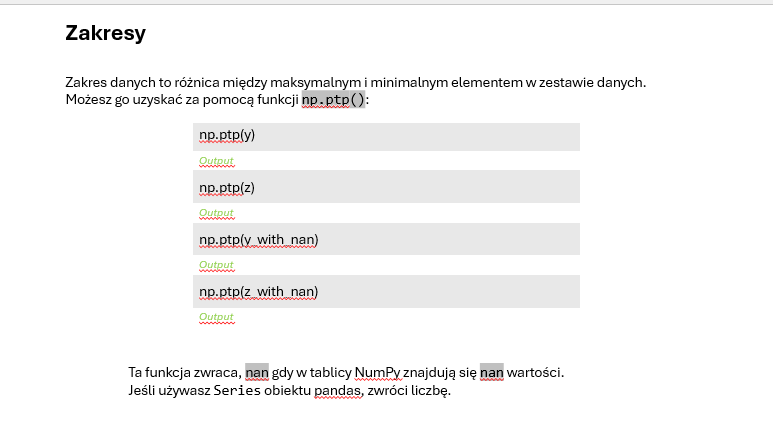 Zakresy
Zakres danych to różnica między maksymalnym i minimalnym elementem w zestawie danych.
Możesz go uzyskać za pomocą funkcji np.ptp():
np.ptp(y)
Output
np.ptp(z)
Output
np.ptp(y_with_nan)
Output
np.ptp(z_with_nan)
Output
Ta funkcja zwraca, nan gdy w tablicy NumPy znajdują się nan wartości.
Jeśli używasz Series obiektu pandas, zwróci liczbę.